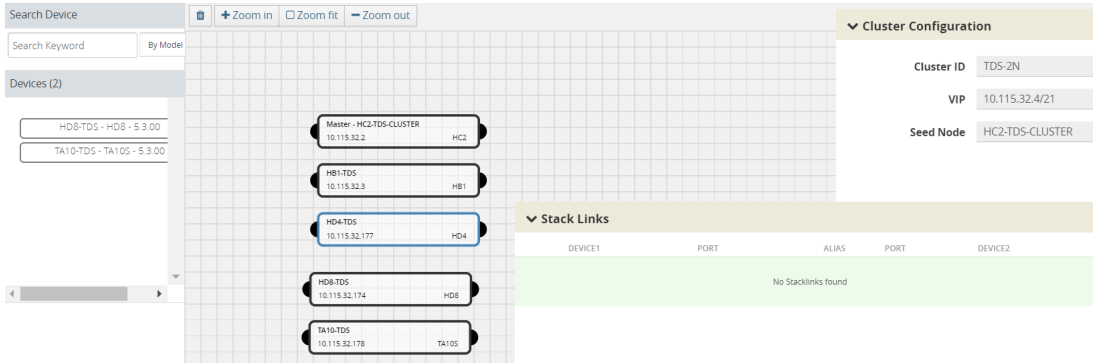 Search Device
Search Keyword
By Model
Devices (2)
HD8-TDS - HD8 - 5.3.00
TA10-TDS - TA10S - 5.3.00
Zoom in
Zoom fit
Zoom out
Master - HC2-TDS-CLUSTER
10.115.32.2 HC2
HB1-TDS
10.115.32.3 HB1
HD4-TDS
10.115.32.177 HD4
HD8-TDS
10.115.32.174 HD8
TA10-TDS
10.115.32.178 TA10S
Cluster Configuration
Cluster ID TDS-2N
VIP 10.115.32.4/21
Seed Node HC2-TDS-CLUSTER
Stack Links
DEVICE1 PORT ALIAS PORT DEVICE2
No Stacklinks found